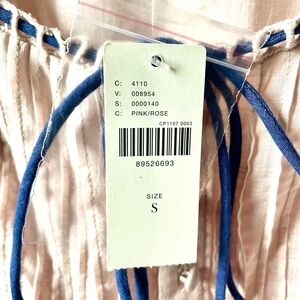 C: 4110
V: 008954
S: 0000140
C: PINK/ROSE
CP1107 0003
89526693
SIZE
S